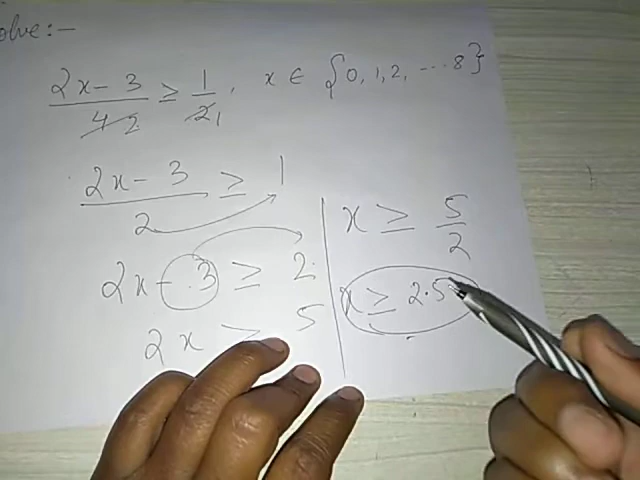 olve:-
2x - 3 / 4 2 ≥ 1 / 2 1 , x ∈ {0, 1, 2, ... 8}
2x - 3 / 2 ≥ 1
2x - 3 ≥ 2
2x ≥ 5
x ≥ 5 / 2
x ≥ 2.5